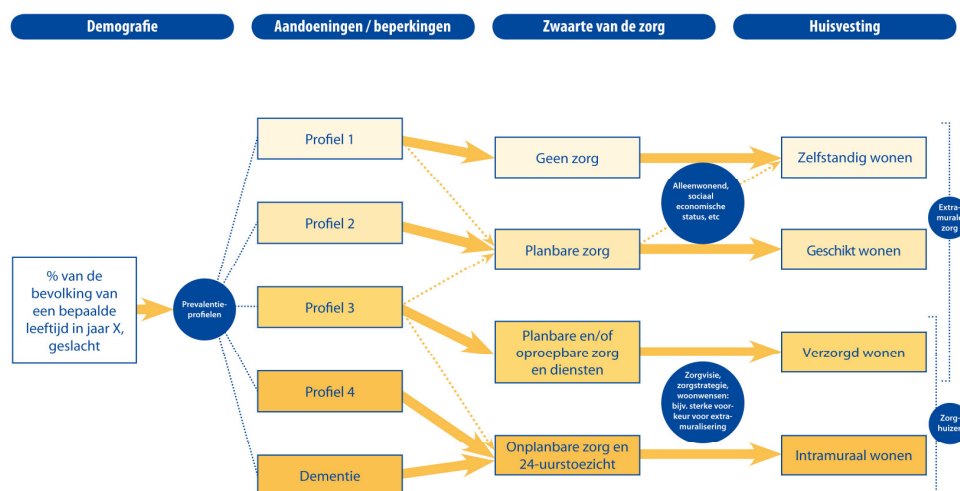 Demografie
Aandoeningen / beperkingen
Zwaarte van de zorg
Huisvesting
% van de
bevolking van
een bepaalde
leeftijd in jaar X,
geslacht
Prevalentie-
profielen
Profiel 1
Profiel 2
Profiel 3
Profiel 4
Dementie
Geen zorg
Planbare zorg
Planbare en/of
oproepbare zorg
en diensten
Onplanbare zorg en
24-uurstoezicht
Alleenwonend,
sociaal
economische
status, etc
Zorgvisie,
zorgstrategie,
woonwensen:
bijv. sterke voor-
keur voor extra-
muralisering
Zelfstandig wonen
Geschikt wonen
Verzorgd wonen
Intramuraal wonen
Extra-
murale
zorg
Zorg-
huizen